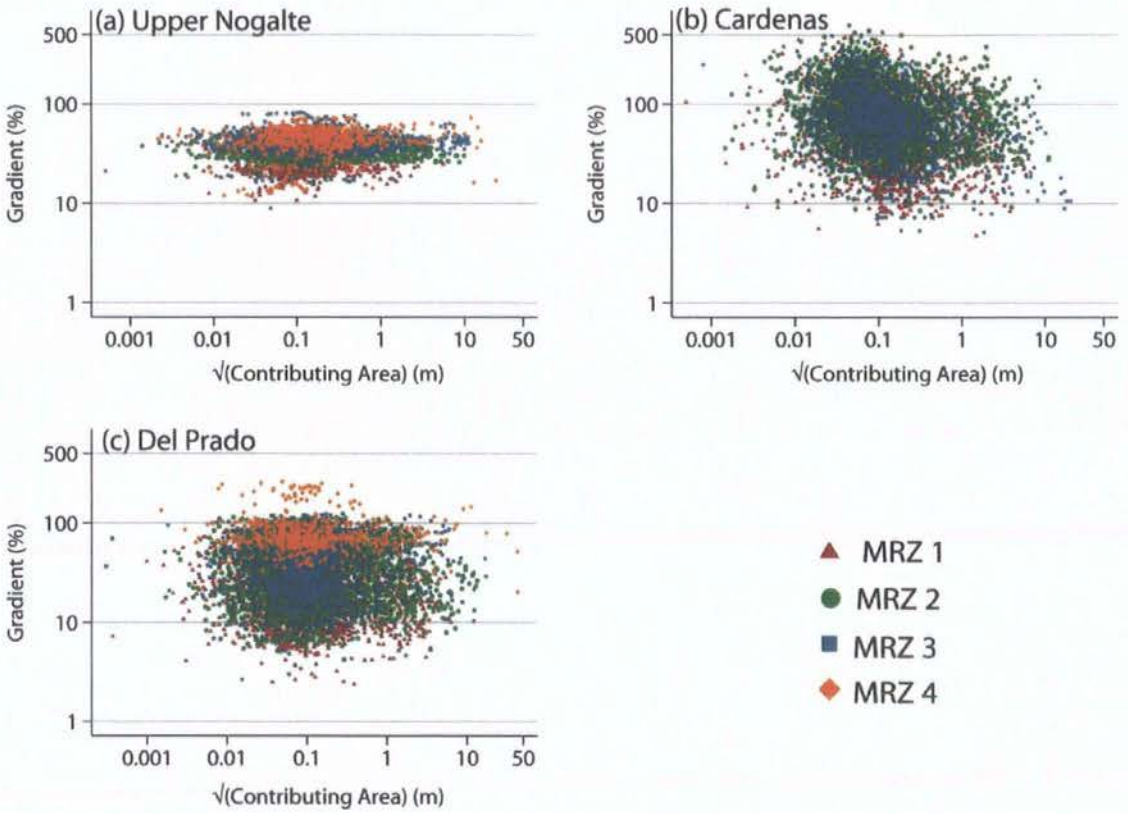 (a) Upper Nogalte
500
100
10
1
Gradient (%)
0.001 0.01 0.1 1 10 50
√(Contributing Area) (m)
(b) Cardenas
500
100
10
1
Gradient (%)
0.001 0.01 0.1 1 10 50
√(Contributing Area) (m)
(c) Del Prado
500
100
10
1
Gradient (%)
0.001 0.01 0.1 1 10 50
√(Contributing Area) (m)
MRZ 1
MRZ 2
MRZ 3
MRZ 4